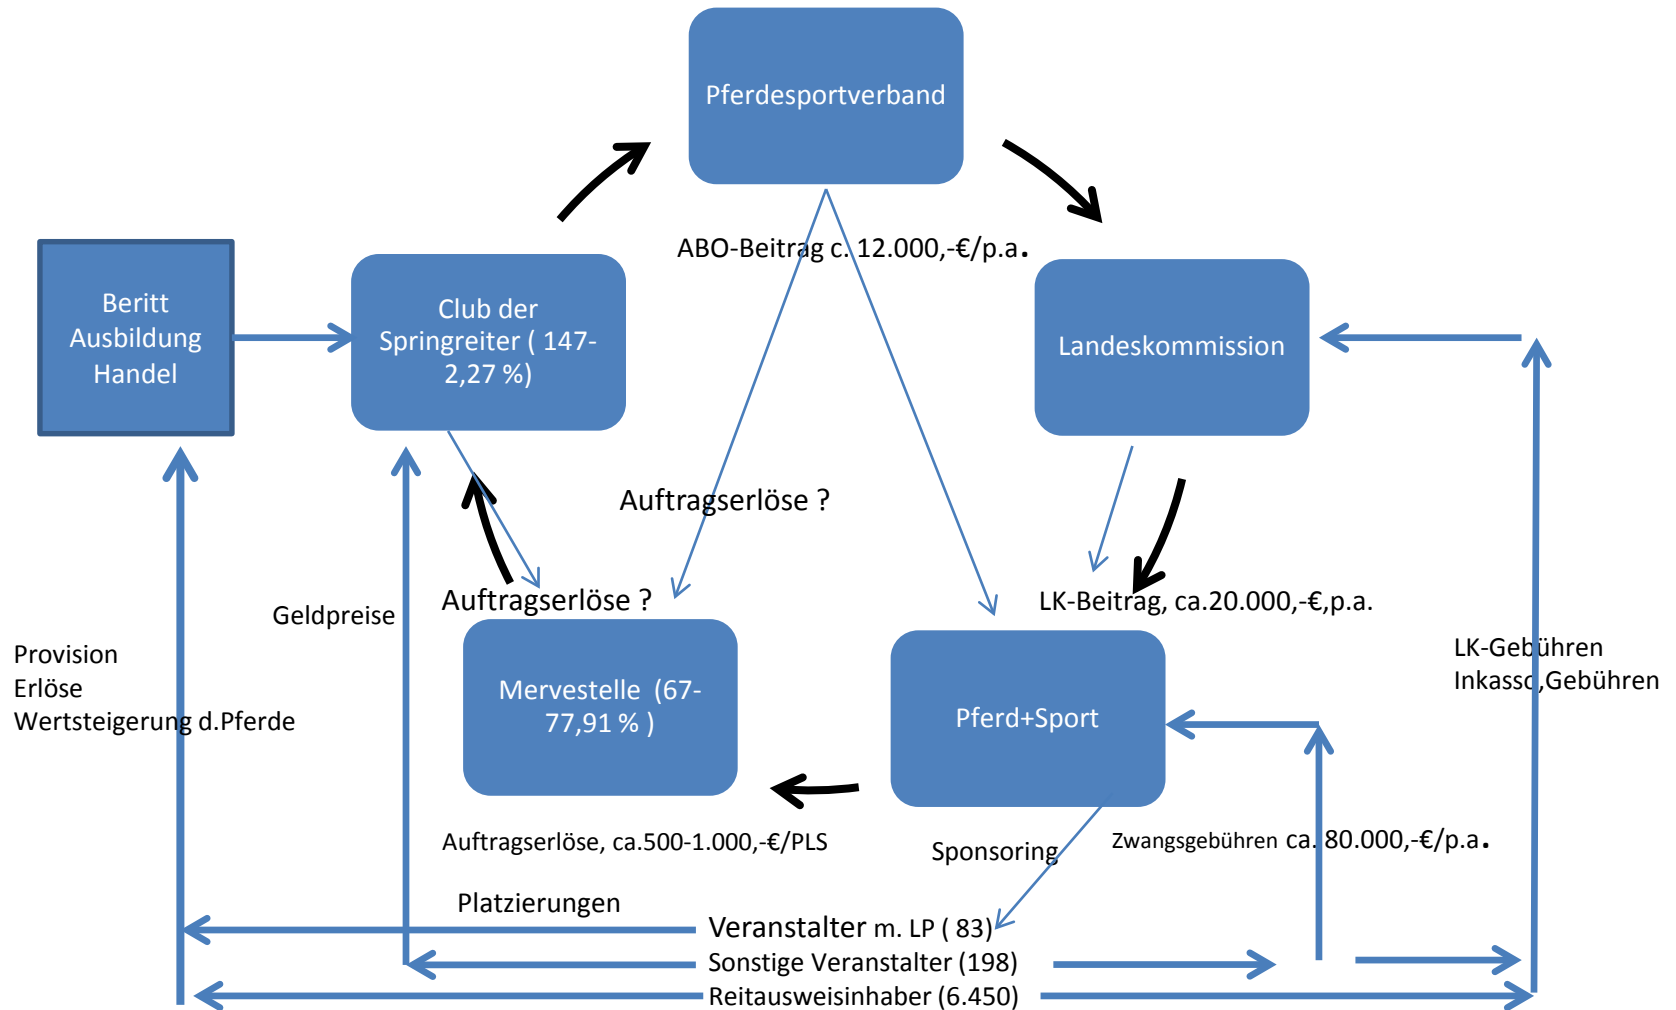 Pferdesportverband
ABO-Beitrag c. 12.000,-€/p.a.
Beritt
Ausbildung
Handel
Club der
Springreiter ( 147-
2,27 %)
Landeskommission
Auftragserlöse ?
Auftragserlöse ?
LK-Beitrag, ca.20.000,-€,p.a.
Geldpreise
Provision
Erlöse
Wertsteigerung d.Pferde
LK-Gebühren
Inkasso,Gebühren
Mervestelle (67-
77,91 % )
Pferd+Sport
Auftragserlöse, ca.500-1.000,-€/PLS
Sponsoring
Zwangsgebühren ca. 80.000,-€/p.a.
Platzierungen
Veranstalter m. LP ( 83)
Sonstige Veranstalter (198)
Reitausweisinhaber (6.450)